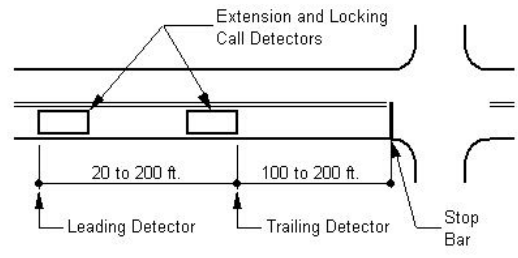 Extension and Locking
Call Detectors
20 to 200 ft.
100 to 200 ft.
Leading Detector
Trailing Detector
Stop
Bar